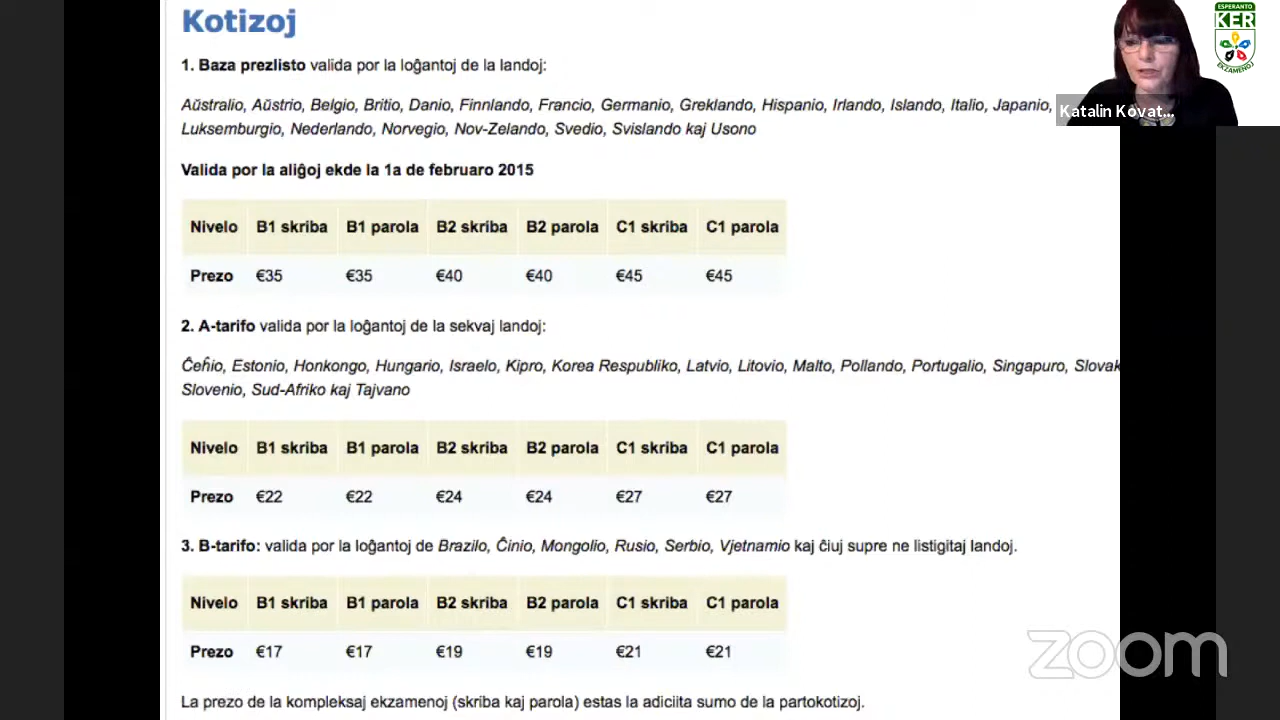 Kotizoj
1. Baza prezlisto valida por la loĝantoj de la landoj:
Aŭstralio, Aŭstrio, Belgio, Britio, Danio, Finnlando, Francio, Germanio, Greklando, Hispanio, Irlando, Islando, Italio, Japanio,
Luksemburgio, Nederlando, Norvegio, Nov-Zelando, Svedio, Svislando kaj Usono
Valida por la aliĝoj ekde la 1a de februaro 2015
Nivelo B1 skriba B1 parola B2 skriba B2 parola C1 skriba C1 parola
Prezo €35 €35 €40 €40 €45 €45
2. A-tarifo valida por la loĝantoj de la sekvaj landoj:
Ĉeĥio, Estonio, Honkongo, Hungario, Israelo, Kipro, Korea Respubliko, Latvio, Litovio, Malto, Pollando, Portugalio, Singapuro, Slovak
Slovenio, Sud-Afriko kaj Tajvano
Nivelo B1 skriba B1 parola B2 skriba B2 parola C1 skriba C1 parola
Prezo €22 €22 €24 €24 €27 €27
3. B-tarifo: valida por la loĝantoj de Brazilo, Ĉinio, Mongolio, Rusio, Serbio, Vjetnamio kaj ĉiuj supre ne listigitaj landoj.
Nivelo B1 skriba B1 parola B2 skriba B2 parola C1 skriba C1 parola
Prezo €17 €17 €19 €19 €21 €21
La prezo de la kompleksaj ekzamenoj (skriba kaj parola) estas la adiciita sumo de la partokotizoj.
ESPERANTO
KER
EKZAMENOJ
Katalin Kovat...
zoom